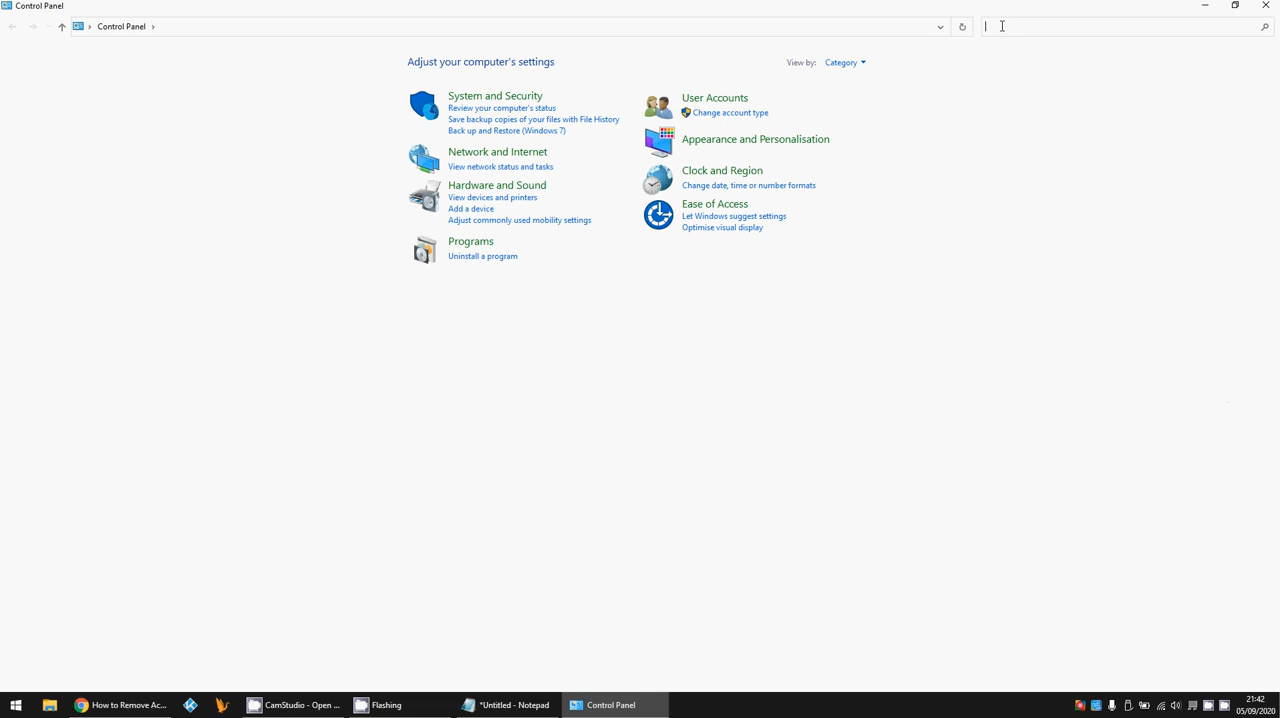 Control Panel
Control Panel
Adjust your computer's settings
View by: Category
System and Security
Review your computer's status
Save backup copies of your files with File History
Back up and Restore (Windows 7)
Network and Internet
View network status and tasks
Hardware and Sound
View devices and printers
Add a device
Adjust commonly used mobility settings
Programs
Uninstall a program
User Accounts
Change account type
Appearance and Personalisation
Clock and Region
Change date, time or number formats
Ease of Access
Let Windows suggest settings
Optimise visual display
How to Remove Ac...
CamStudio - Open ...
Flashing
*Untitled - Notepad
Control Panel
21:42
05/09/2020